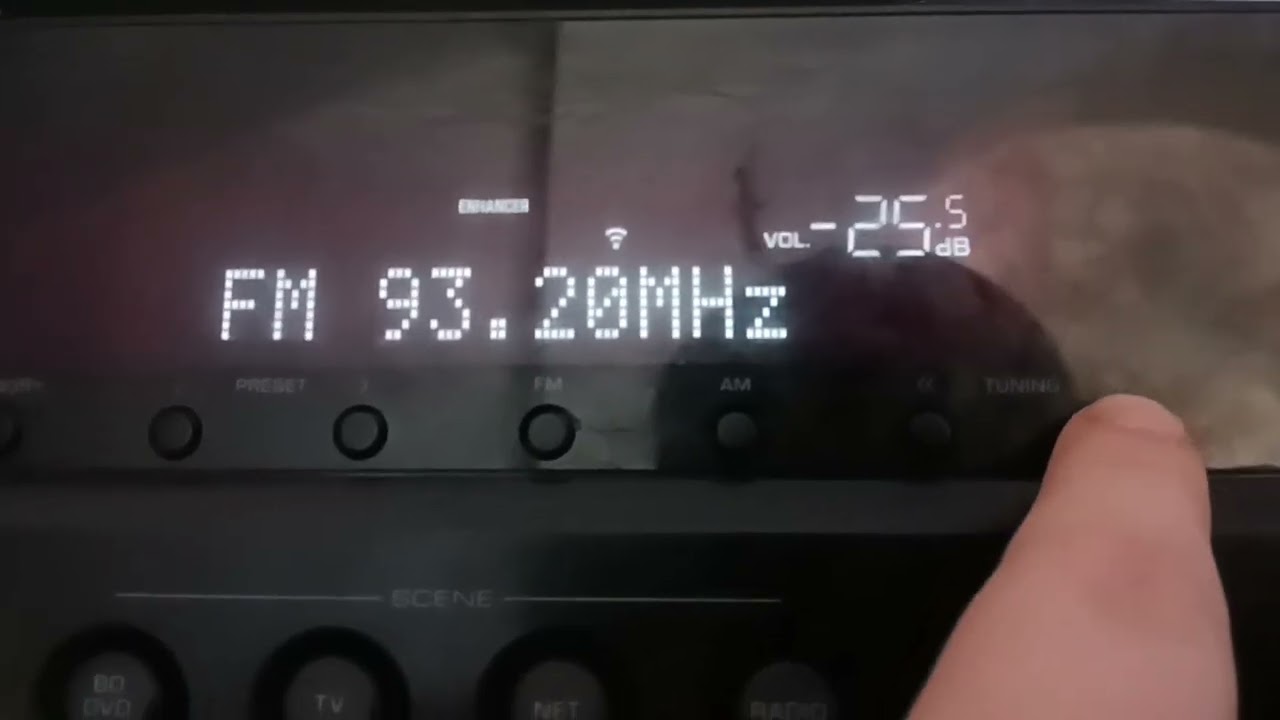 ENHANCER
VOL. -25.5 dB
FM 93.20MHz
PRESET > FM AM << TUNING
SCENE
BD
DVD
TV NET RADIO